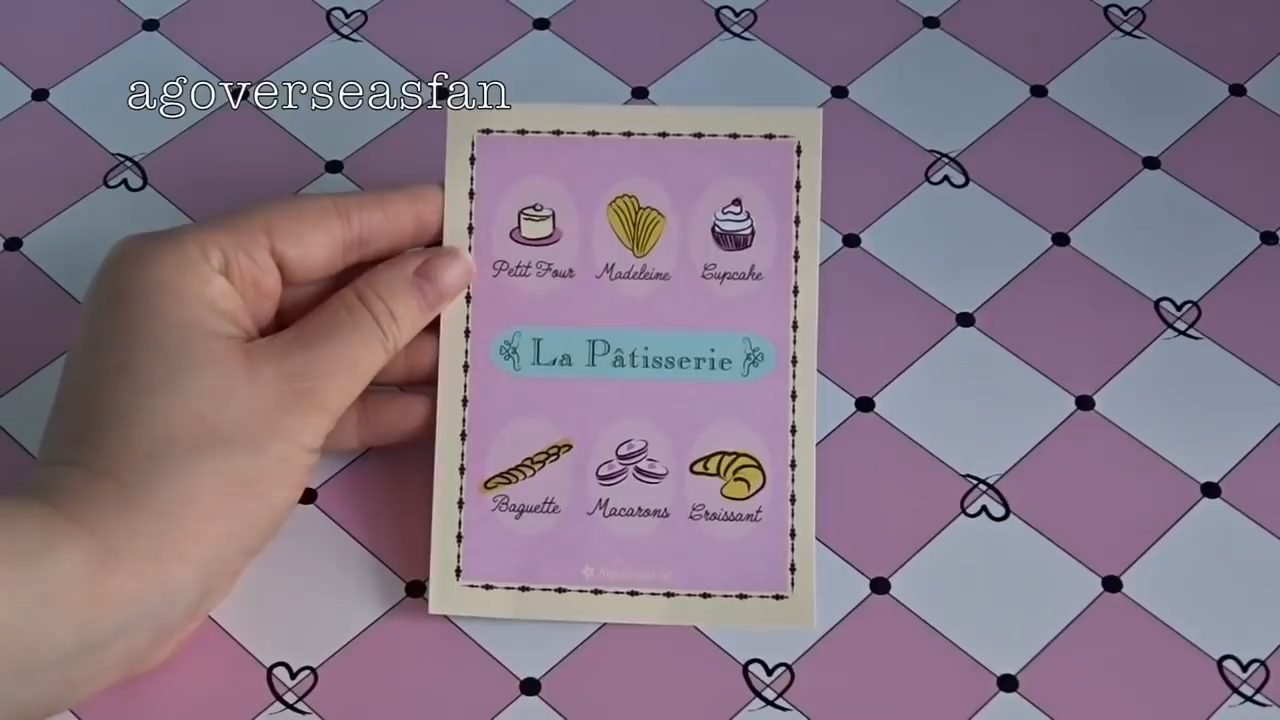 agoverseasfan
Petit Four Madeleine Cupcake
La Pâtisserie
Baguette Macarons Croissant